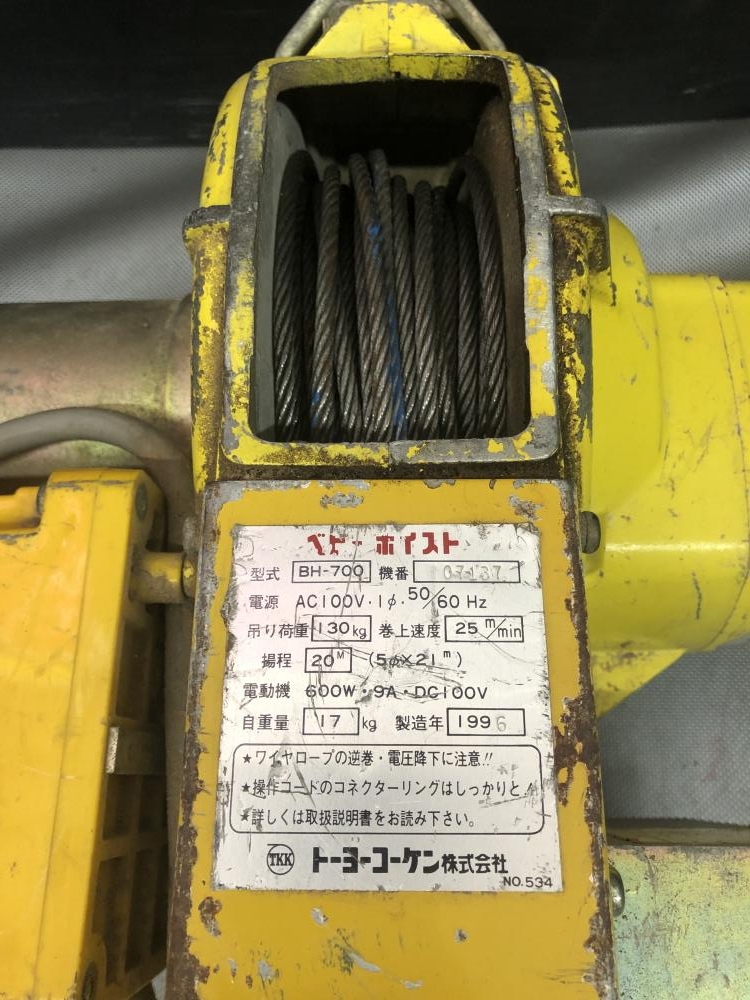 ベビーホイスト
型式 BH-700 機番
電源 AC100V・1φ・50/60 Hz
吊り荷重 130kg 巻上速度 25 m/min
揚程 20M (5φ×21m)
電動機 600W・9A・DC100V
自重量 17 kg 製造年 1996
★ワイヤロープの逆巻・電圧降下に注意!!
★操作コードのコネクターリングはしっかりと!
★詳しくは取扱説明書をお読み下さい。
TKK トーヨーコーケン株式会社
NO.534